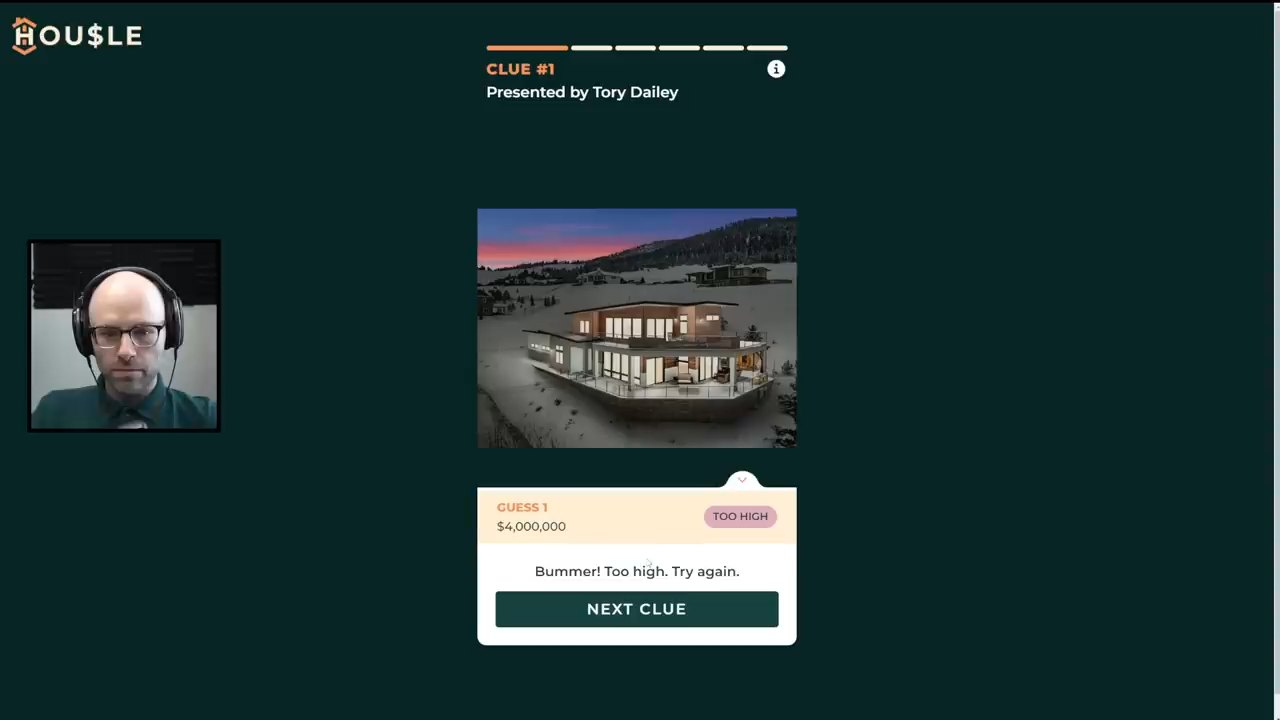 HOU$LE
CLUE #1
Presented by Tory Dailey
GUESS 1
$4,000,000
TOO HIGH
Bummer! Too high. Try again.
NEXT CLUE